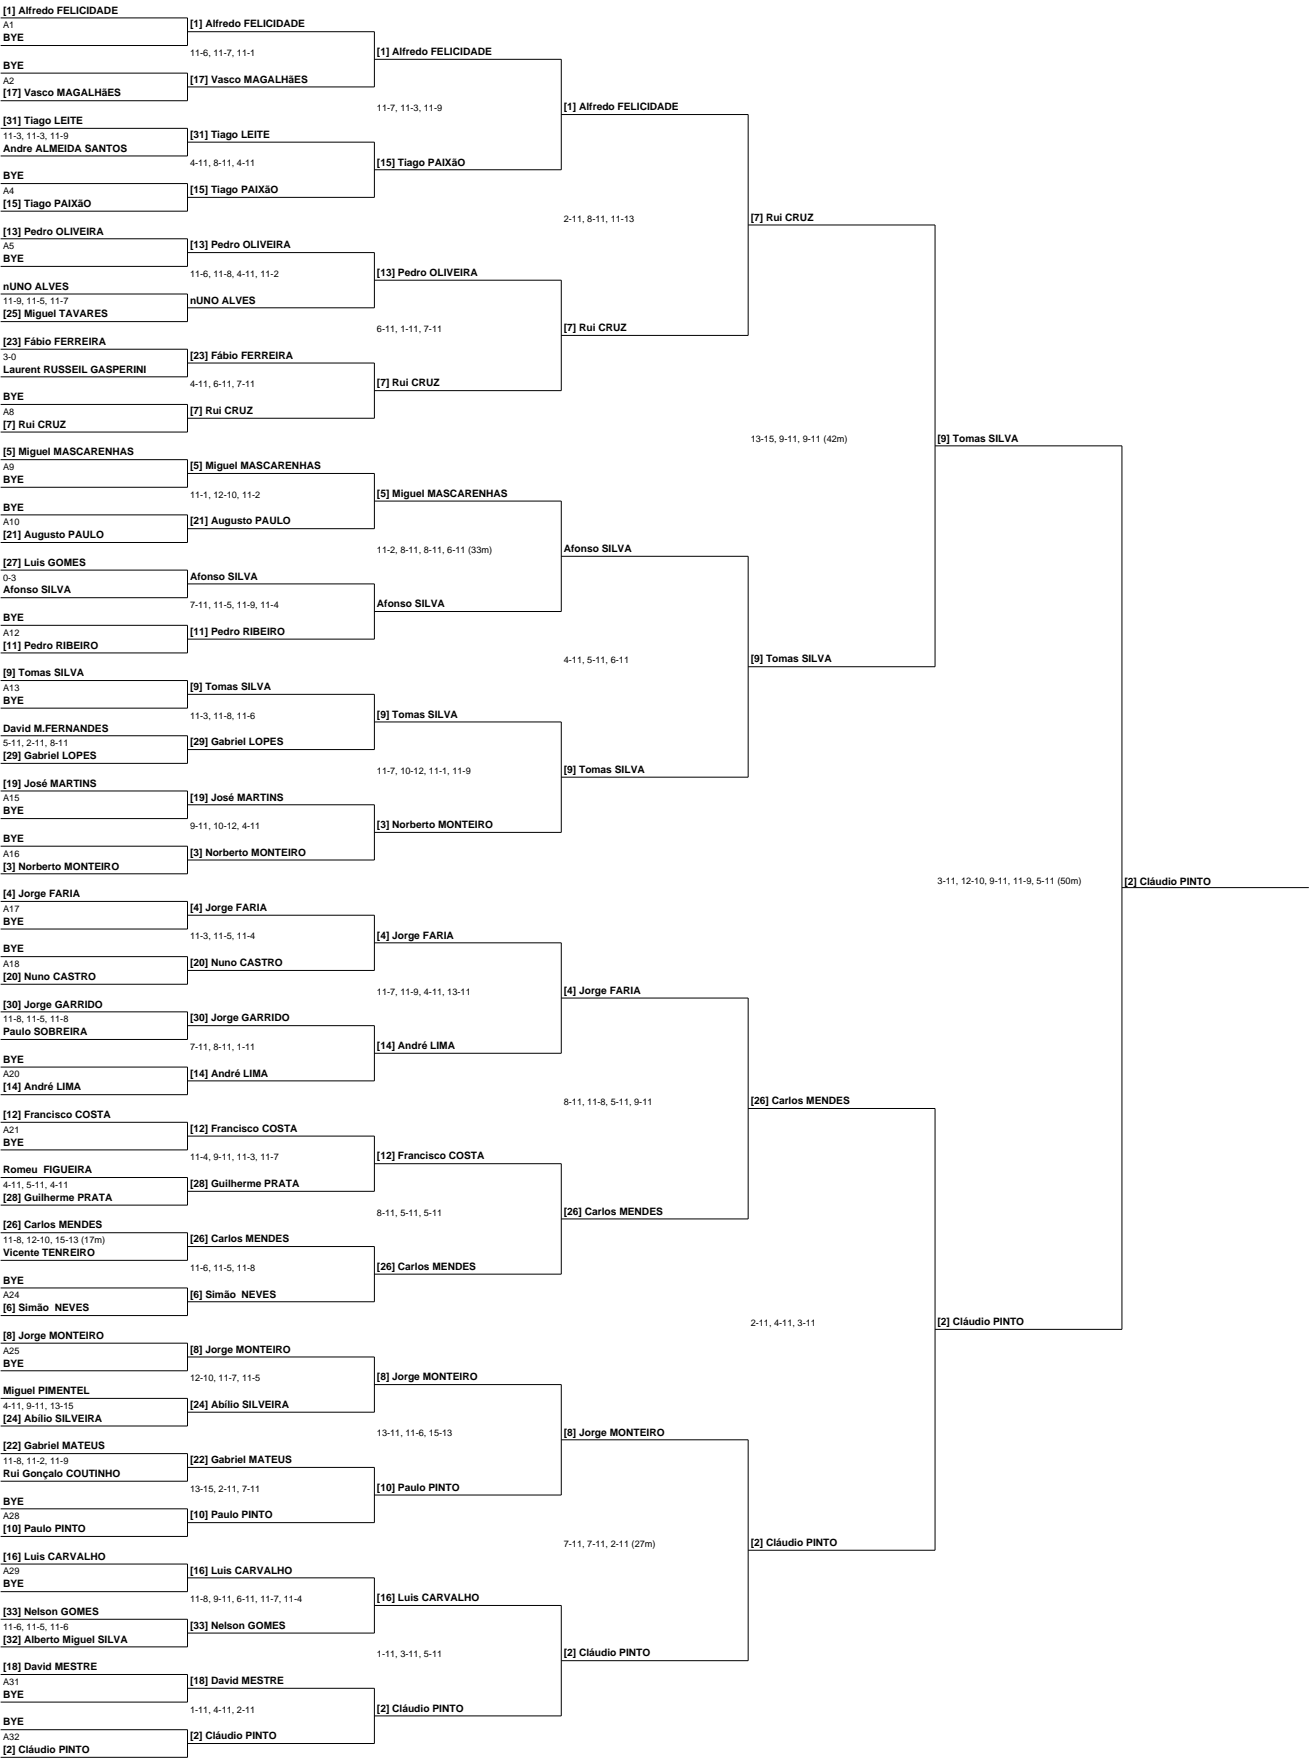 [1] Alfredo FELICIDADE
A1
BYE
BYE
A2
[17] Vasco MAGALHãES
[31] Tiago LEITE
11-3, 11-3, 11-9
Andre ALMEIDA SANTOS
BYE
A4
[15] Tiago PAIXãO
[13] Pedro OLIVEIRA
A5
BYE
nUNO ALVES
11-9, 11-5, 11-7
[25] Miguel TAVARES
[23] Fábio FERREIRA
3-0
Laurent RUSSEIL GASPERINI
BYE
A8
[7] Rui CRUZ
[5] Miguel MASCARENHAS
A9
BYE
BYE
A10
[21] Augusto PAULO
[27] Luis GOMES
0-3
Afonso SILVA
BYE
A12
[11] Pedro RIBEIRO
[9] Tomas SILVA
A13
BYE
David M.FERNANDES
5-11, 2-11, 8-11
[29] Gabriel LOPES
[19] José MARTINS
A15
BYE
BYE
A16
[3] Norberto MONTEIRO
[4] Jorge FARIA
A17
BYE
BYE
A18
[20] Nuno CASTRO
[30] Jorge GARRIDO
11-8, 11-5, 11-8
Paulo SOBREIRA
BYE
A20
[14] André LIMA
[12] Francisco COSTA
A21
BYE
Romeu  FIGUEIRA
4-11, 5-11, 4-11
[28] Guilherme PRATA
[26] Carlos MENDES
11-8, 12-10, 15-13 (17m)
Vicente TENREIRO
BYE
A24
[6] Simão  NEVES
[8] Jorge MONTEIRO
A25
BYE
Miguel PIMENTEL
4-11, 9-11, 13-15
[24] Abílio SILVEIRA
[22] Gabriel MATEUS
11-8, 11-2, 11-9
Rui Gonçalo COUTINHO
BYE
A28
[10] Paulo PINTO
[16] Luis CARVALHO
A29
BYE
[33] Nelson GOMES
11-6, 11-5, 11-6
[32] Alberto Miguel SILVA
[18] David MESTRE
A31
BYE
BYE
A32
[2] Cláudio PINTO
[1] Alfredo FELICIDADE
11-6, 11-7, 11-1
[17] Vasco MAGALHãES
[31] Tiago LEITE
4-11, 8-11, 4-11
[15] Tiago PAIXãO
[13] Pedro OLIVEIRA
11-6, 11-8, 4-11, 11-2
nUNO ALVES
[23] Fábio FERREIRA
4-11, 6-11, 7-11
[7] Rui CRUZ
[5] Miguel MASCARENHAS
11-1, 12-10, 11-2
[21] Augusto PAULO
Afonso SILVA
7-11, 11-5, 11-9, 11-4
[11] Pedro RIBEIRO
[9] Tomas SILVA
11-3, 11-8, 11-6
[29] Gabriel LOPES
[19] José MARTINS
9-11, 10-12, 4-11
[3] Norberto MONTEIRO
[4] Jorge FARIA
11-3, 11-5, 11-4
[20] Nuno CASTRO
[30] Jorge GARRIDO
7-11, 8-11, 1-11
[14] André LIMA
[12] Francisco COSTA
11-4, 9-11, 11-3, 11-7
[28] Guilherme PRATA
[26] Carlos MENDES
11-6, 11-5, 11-8
[6] Simão  NEVES
[8] Jorge MONTEIRO
12-10, 11-7, 11-5
[24] Abílio SILVEIRA
[22] Gabriel MATEUS
13-15, 2-11, 7-11
[10] Paulo PINTO
[16] Luis CARVALHO
11-8, 9-11, 6-11, 11-7, 11-4
[33] Nelson GOMES
[18] David MESTRE
1-11, 4-11, 2-11
[2] Cláudio PINTO
[1] Alfredo FELICIDADE
11-7, 11-3, 11-9
[15] Tiago PAIXãO
[13] Pedro OLIVEIRA
6-11, 1-11, 7-11
[7] Rui CRUZ
[5] Miguel MASCARENHAS
11-2, 8-11, 8-11, 6-11 (33m)
Afonso SILVA
[9] Tomas SILVA
11-7, 10-12, 11-1, 11-9
[3] Norberto MONTEIRO
[4] Jorge FARIA
11-7, 11-9, 4-11, 13-11
[14] André LIMA
[12] Francisco COSTA
8-11, 5-11, 5-11
[26] Carlos MENDES
[8] Jorge MONTEIRO
13-11, 11-6, 15-13
[10] Paulo PINTO
[16] Luis CARVALHO
1-11, 3-11, 5-11
[2] Cláudio PINTO
[1] Alfredo FELICIDADE
2-11, 8-11, 11-13
[7] Rui CRUZ
Afonso SILVA
4-11, 5-11, 6-11
[9] Tomas SILVA
[4] Jorge FARIA
8-11, 11-8, 5-11, 9-11
[26] Carlos MENDES
[8] Jorge MONTEIRO
7-11, 7-11, 2-11 (27m)
[2] Cláudio PINTO
[7] Rui CRUZ
13-15, 9-11, 9-11 (42m)
[9] Tomas SILVA
[26] Carlos MENDES
2-11, 4-11, 3-11
[2] Cláudio PINTO
[9] Tomas SILVA
3-11, 12-10, 9-11, 11-9, 5-11 (50m)
[2] Cláudio PINTO
[2] Cláudio PINTO